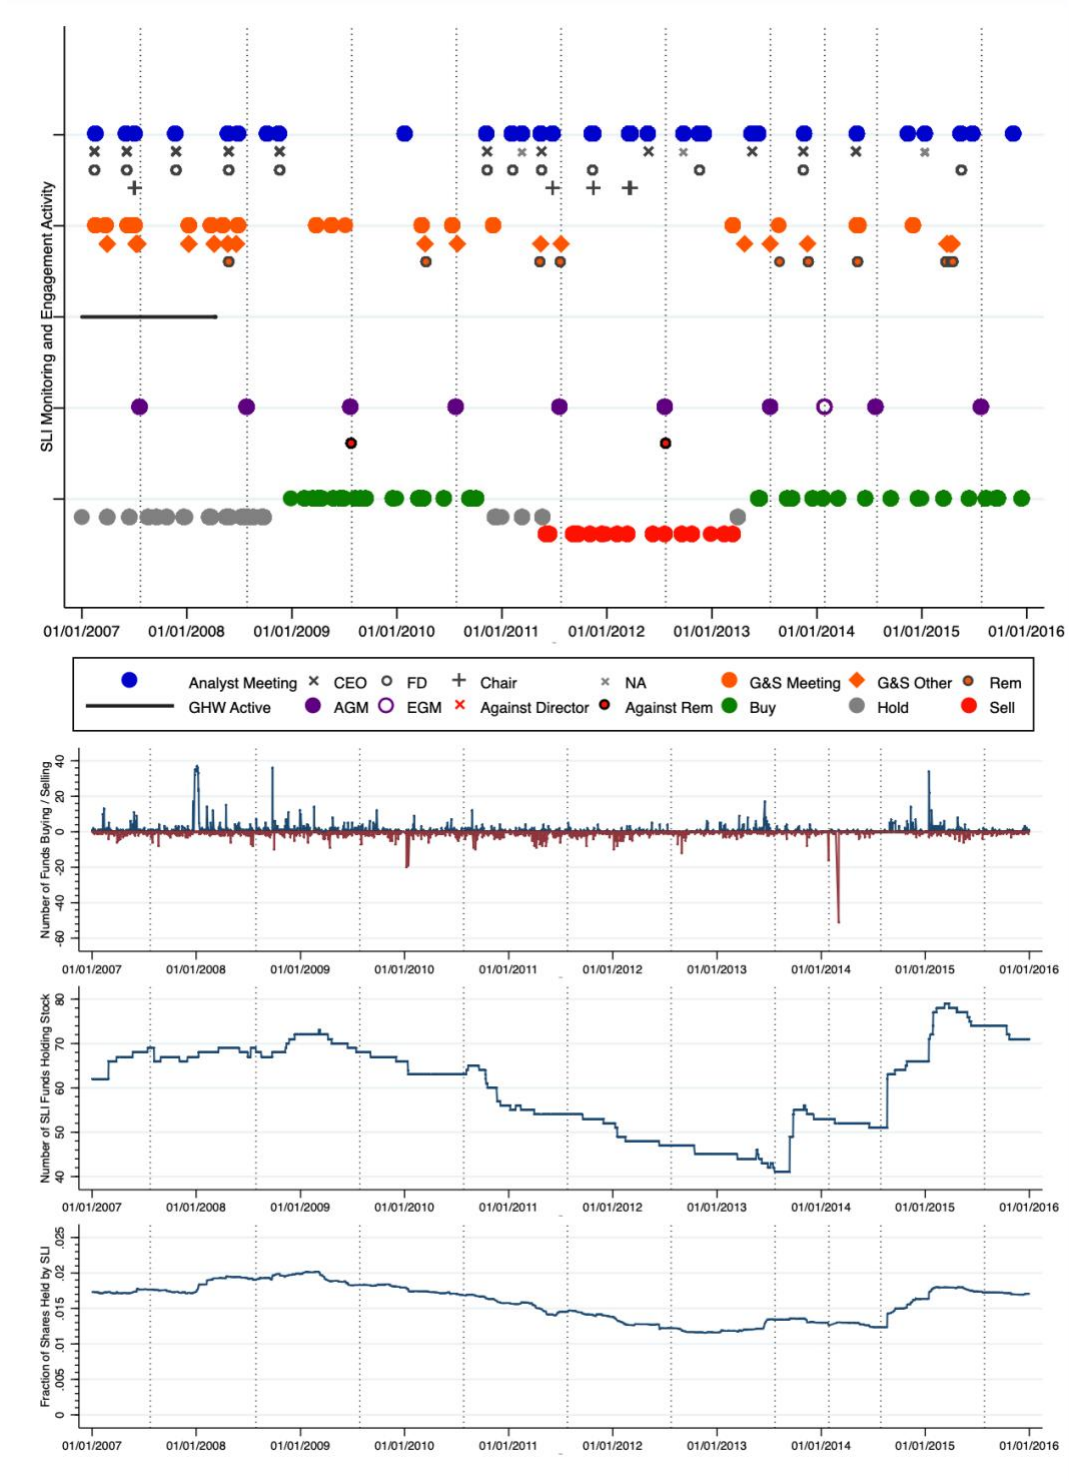 SLI Monitoring and Engagement Activity
01/01/2007 01/01/2008 01/01/2009 01/01/2010 01/01/2011 01/01/2012 01/01/2013 01/01/2014 01/01/2015 01/01/2016
Analyst Meeting CEO FD Chair NA G&S Meeting G&S Other Rem
GHW Active AGM EGM Against Director Against Rem Buy Hold Sell
Number of Funds Buying / Selling
40
20
0
-20
-40
-60
01/01/2007 01/01/2008 01/01/2009 01/01/2010 01/01/2011 01/01/2012 01/01/2013 01/01/2014 01/01/2015 01/01/2016
Number of SLI Funds Holding Stock
80
70
60
50
40
01/01/2007 01/01/2008 01/01/2009 01/01/2010 01/01/2011 01/01/2012 01/01/2013 01/01/2014 01/01/2015 01/01/2016
Fraction of Shares Held by SLI
.025
.02
.015
.01
.005
0
01/01/2007 01/01/2008 01/01/2009 01/01/2010 01/01/2011 01/01/2012 01/01/2013 01/01/2014 01/01/2015 01/01/2016